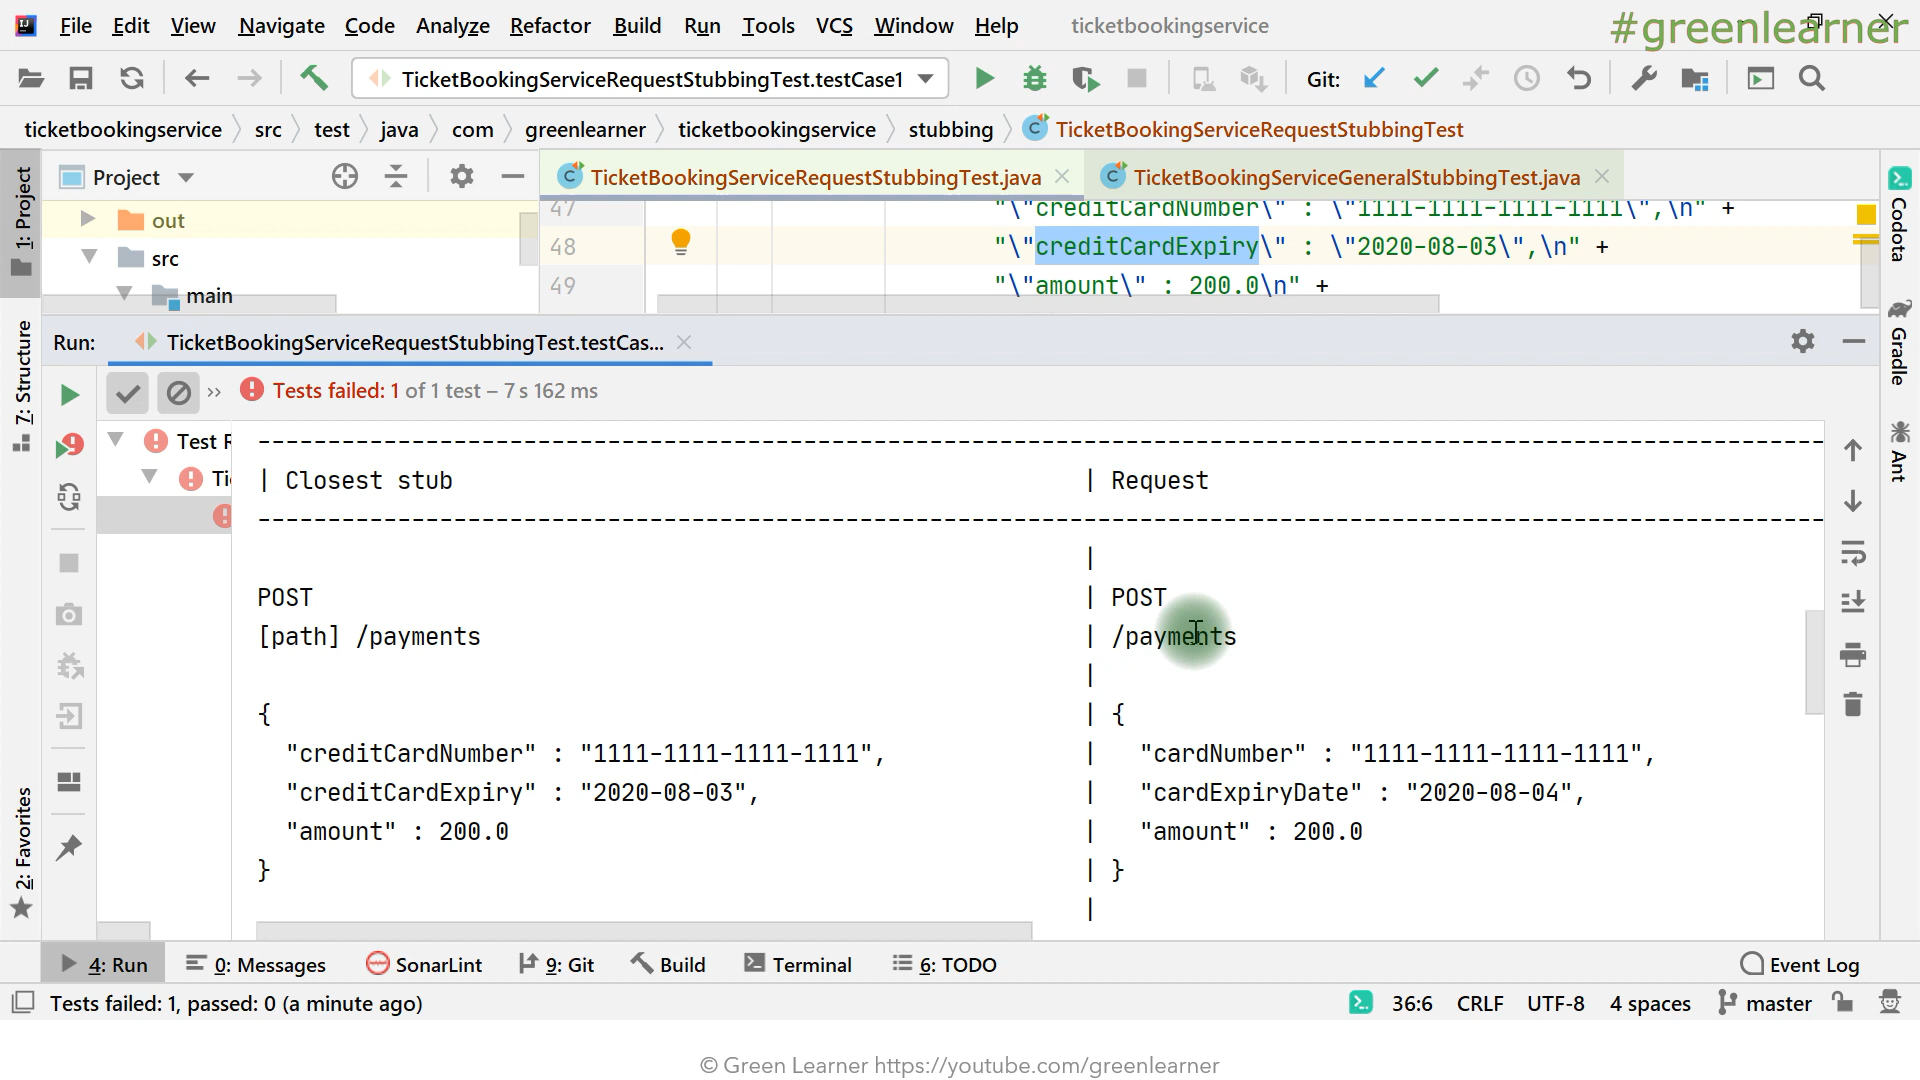 File Edit View Navigate Code Analyze Refactor Build Run Tools VCS Window Help ticketbookingservice
#greenlearner
TicketBookingServiceRequestStubbingTest.testCase1 Git:
ticketbookingservice src test java com greenlearner ticketbookingservice stubbing TicketBookingServiceRequestStubbingTest
1: Project
7: Structure
2: Favorites
Project
out
src
main
TicketBookingServiceRequestStubbingTest.java TicketBookingServiceGeneralStubbingTest.java
47 "\"creditCardNumber\" : \"1111-1111-1111-1111\",\n" +
48 "\"creditCardExpiry\" : \"2020-08-03\",\n" +
49 "\"amount\" : 200.0\n" +
Codota
Gradle
Ant
Run: TicketBookingServiceRequestStubbingTest.testCas...
Tests failed: 1 of 1 test – 7 s 162 ms
Test R
Ti
| Closest stub | Request
POST | POST
[path] /payments | /payments
{ | {
"creditCardNumber" : "1111-1111-1111-1111", | "cardNumber" : "1111-1111-1111-1111",
"creditCardExpiry" : "2020-08-03", | "cardExpiryDate" : "2020-08-04",
"amount" : 200.0 | "amount" : 200.0
} | }
4: Run 0: Messages SonarLint 9: Git Build Terminal 6: TODO Event Log
Tests failed: 1, passed: 0 (a minute ago) 36:6 CRLF UTF-8 4 spaces master
© Green Learner https://youtube.com/greenlearner